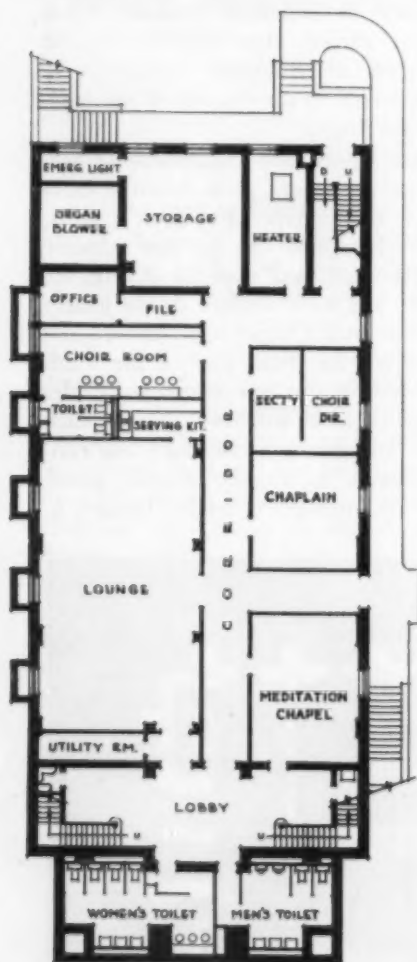 EMERG LIGHT
ORGAN
BLOWER
STORAGE
HEATER
D
U
OFFICE
FILE
CHOIR ROOM
TOILET
SERVING KIT.
SECTY
CHOIR
DIR.
CORRIDOR
CHAPLAIN
LOUNGE
MEDITATION
CHAPEL
UTILITY RM.
LOBBY
U
U
WOMEN'S TOILET
MEN'S TOILET